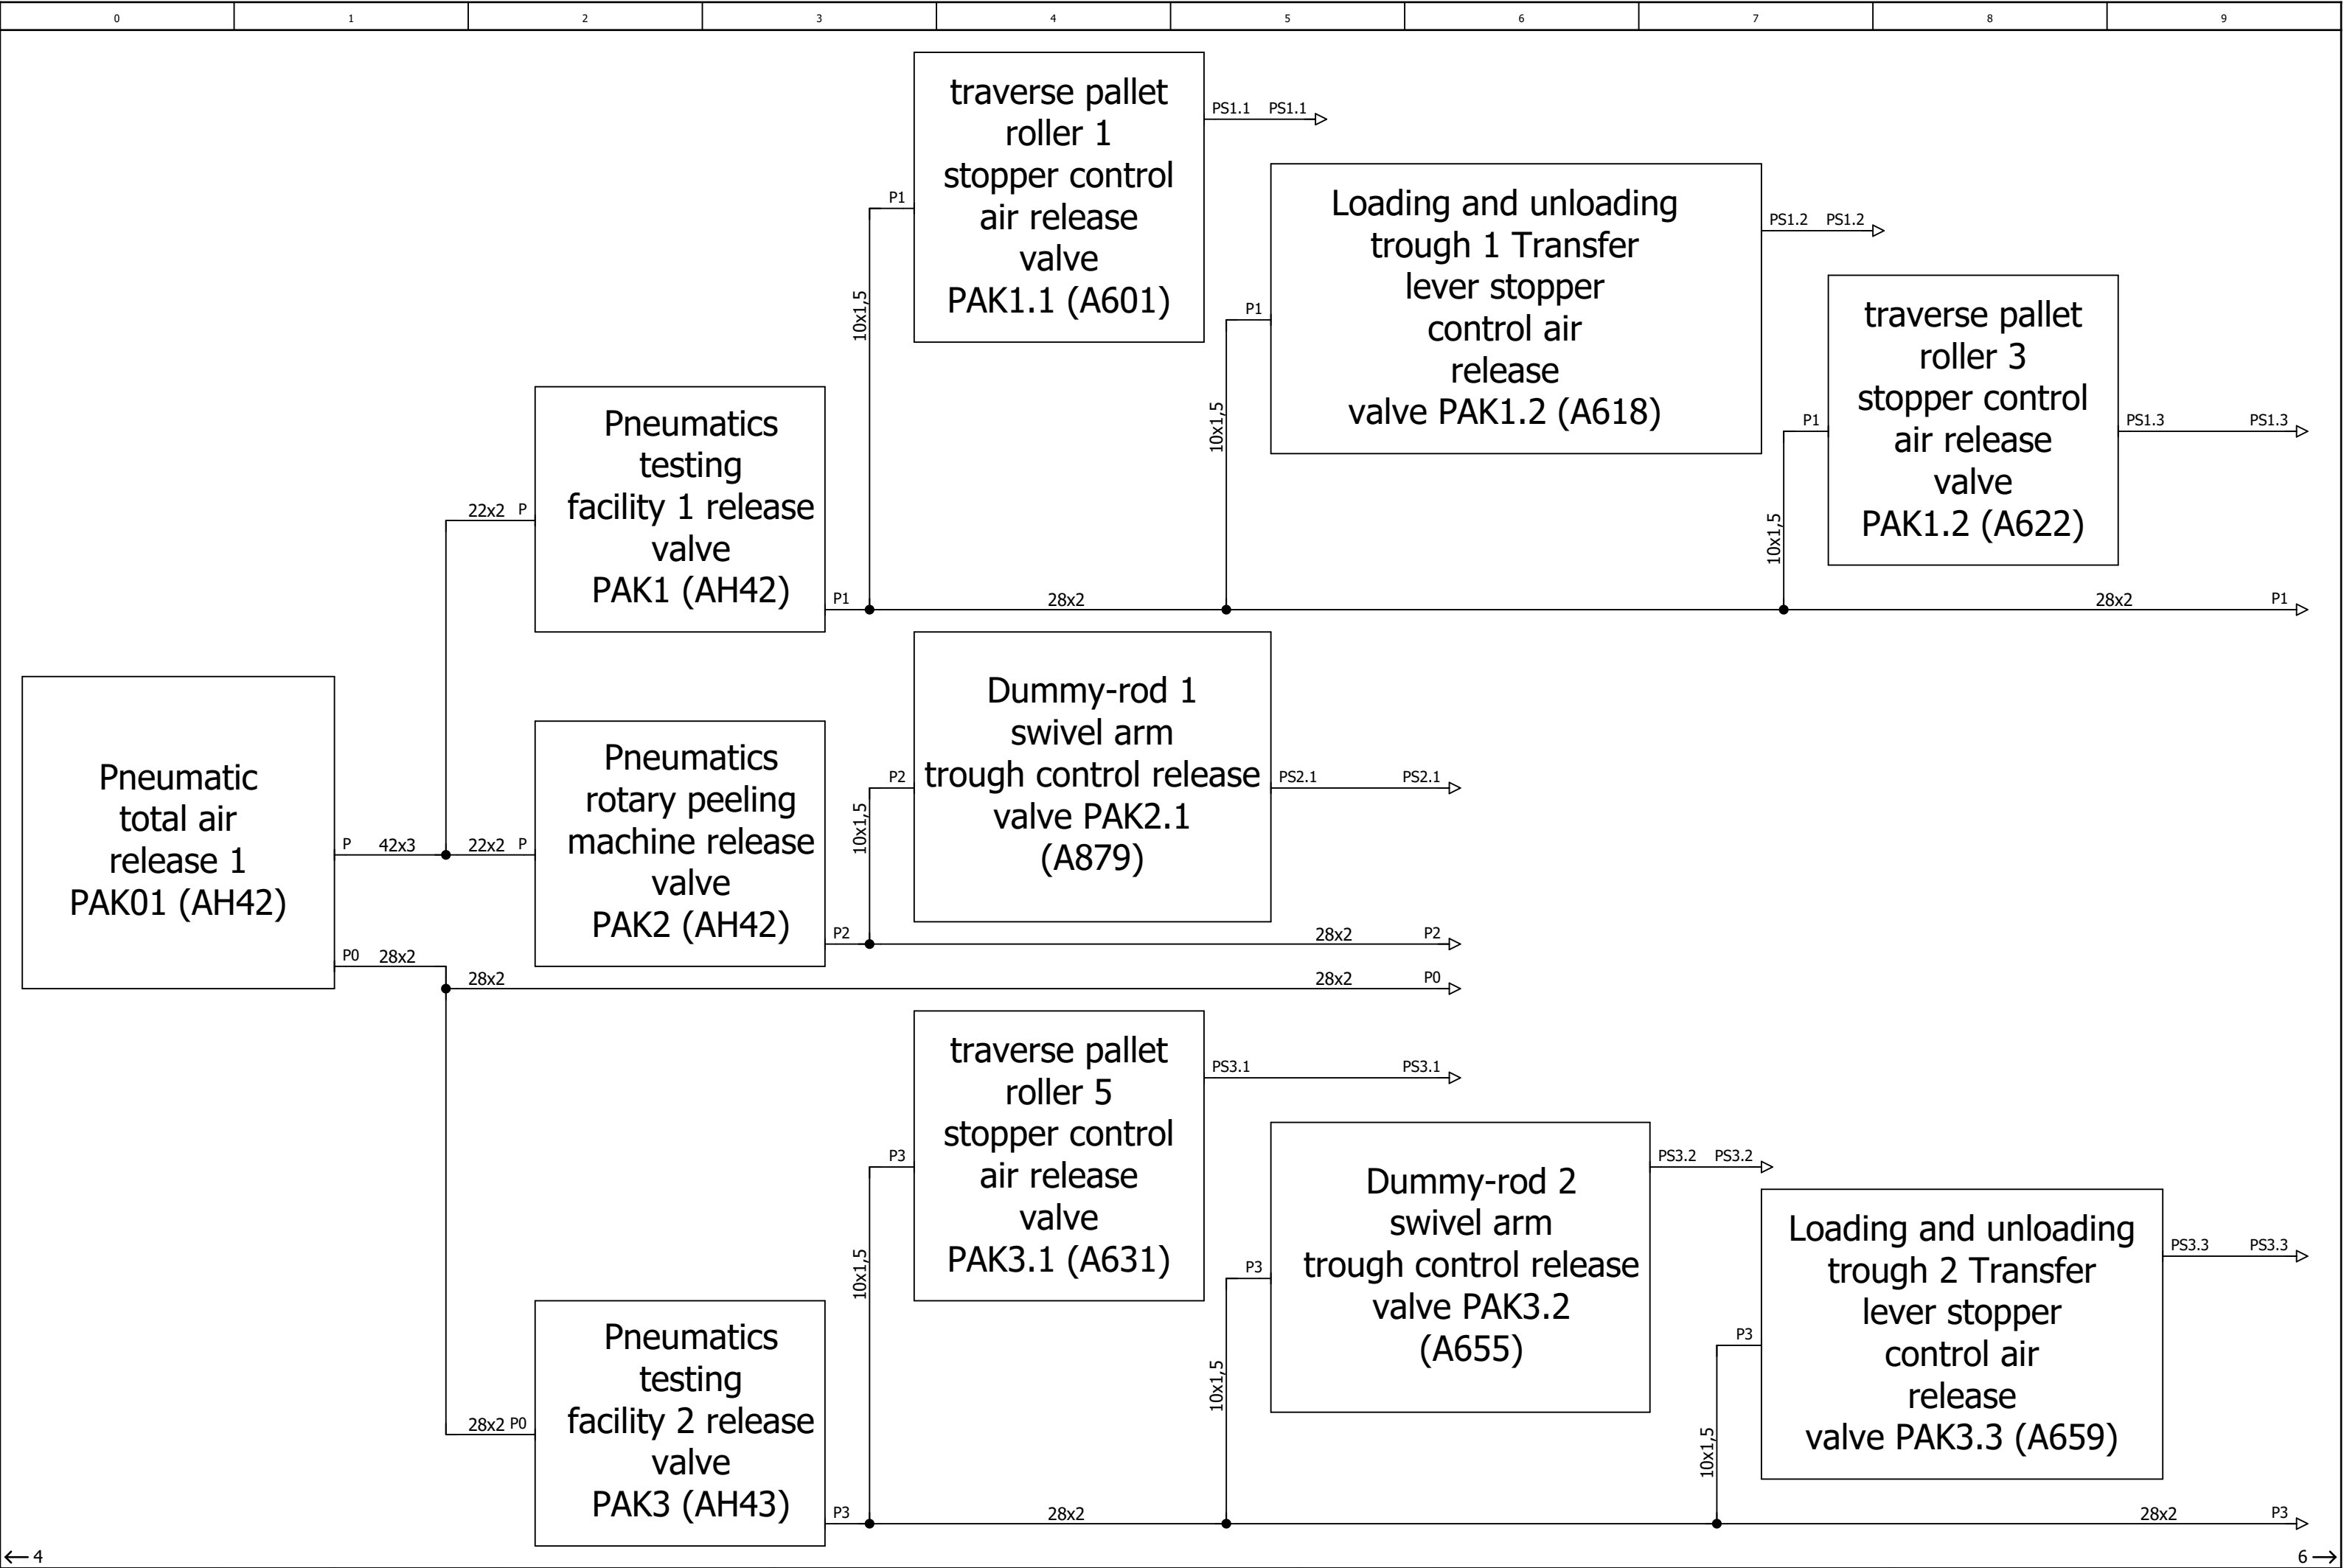 0 1 2 3 4 5 6 7 8 9
traverse pallet
roller 1
stopper control
air release
valve
PAK1.1 (A601)
P1
10x1,5
PS1.1 PS1.1
Loading and unloading
trough 1 Transfer
lever stopper
control air
release
valve PAK1.2 (A618)
P1
10x1,5
PS1.2 PS1.2
traverse pallet
roller 3
stopper control
air release
valve
PAK1.2 (A622)
P1
10x1,5
PS1.3 PS1.3
Pneumatics
testing
facility 1 release
valve
PAK1 (AH42)
22x2 P
P1 28x2 28x2 P1
Pneumatic
total air
release 1
PAK01 (AH42)
P 42x3
P0 28x2
Pneumatics
rotary peeling
machine release
valve
PAK2 (AH42)
22x2 P
Dummy-rod 1
swivel arm
trough control release
valve PAK2.1
(A879)
P2
10x1,5
PS2.1 PS2.1
P2 28x2 P2
28x2 28x2 P0
traverse pallet
roller 5
stopper control
air release
valve
PAK3.1 (A631)
P3
10x1,5
PS3.1 PS3.1
Dummy-rod 2
swivel arm
trough control release
valve PAK3.2
(A655)
P3
10x1,5
PS3.2 PS3.2
Loading and unloading
trough 2 Transfer
lever stopper
control air
release
valve PAK3.3 (A659)
P3
10x1,5
PS3.3 PS3.3
Pneumatics
testing
facility 2 release
valve
PAK3 (AH43)
28x2 P0
P3 28x2 28x2 P3
4
6